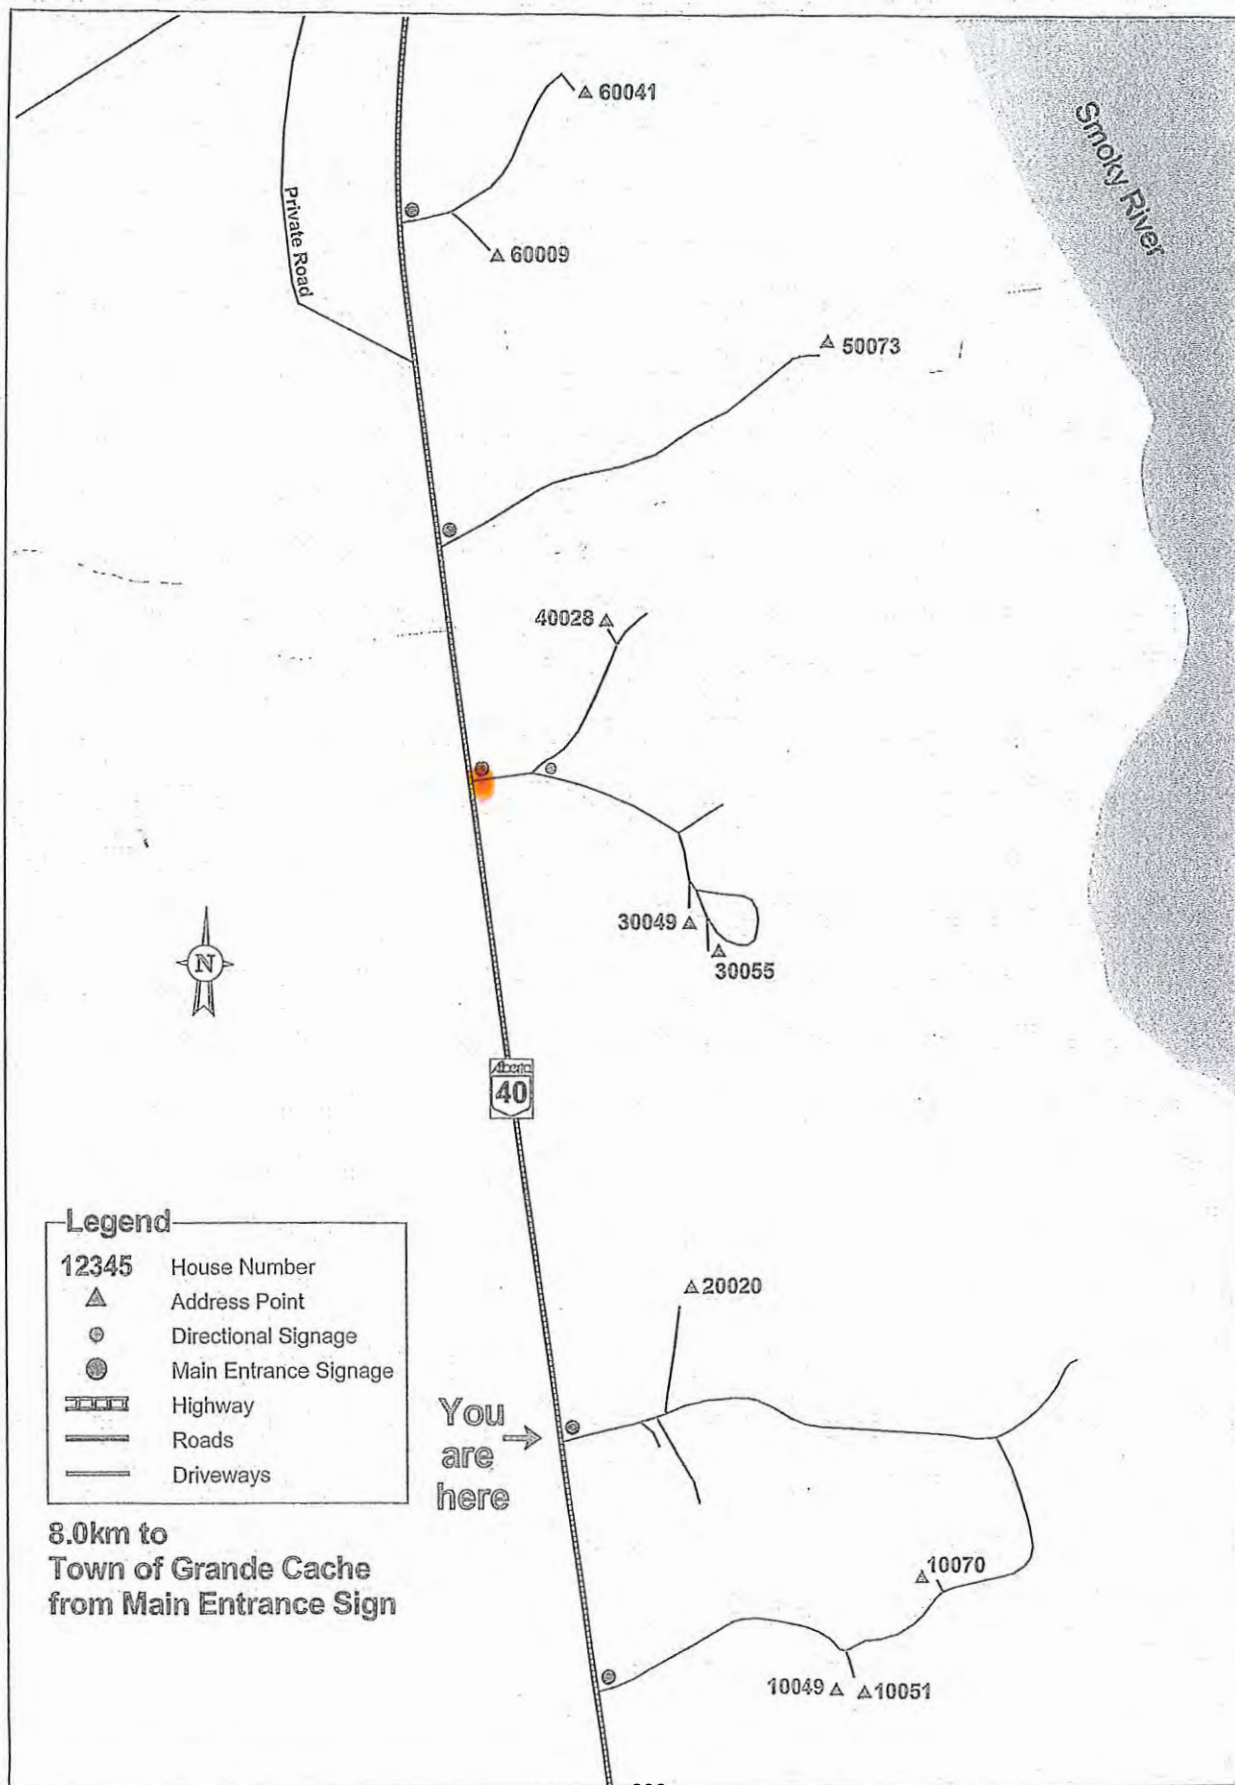 60041
Smoky River
Private Road
60009
50073
40028
30049
30055
N
Alberta
40
Legend
12345 House Number
Address Point
Directional Signage
Main Entrance Signage
Highway
Roads
Driveways
20020
You
are
here
8.0km to
Town of Grande Cache
from Main Entrance Sign
10070
10049
10051